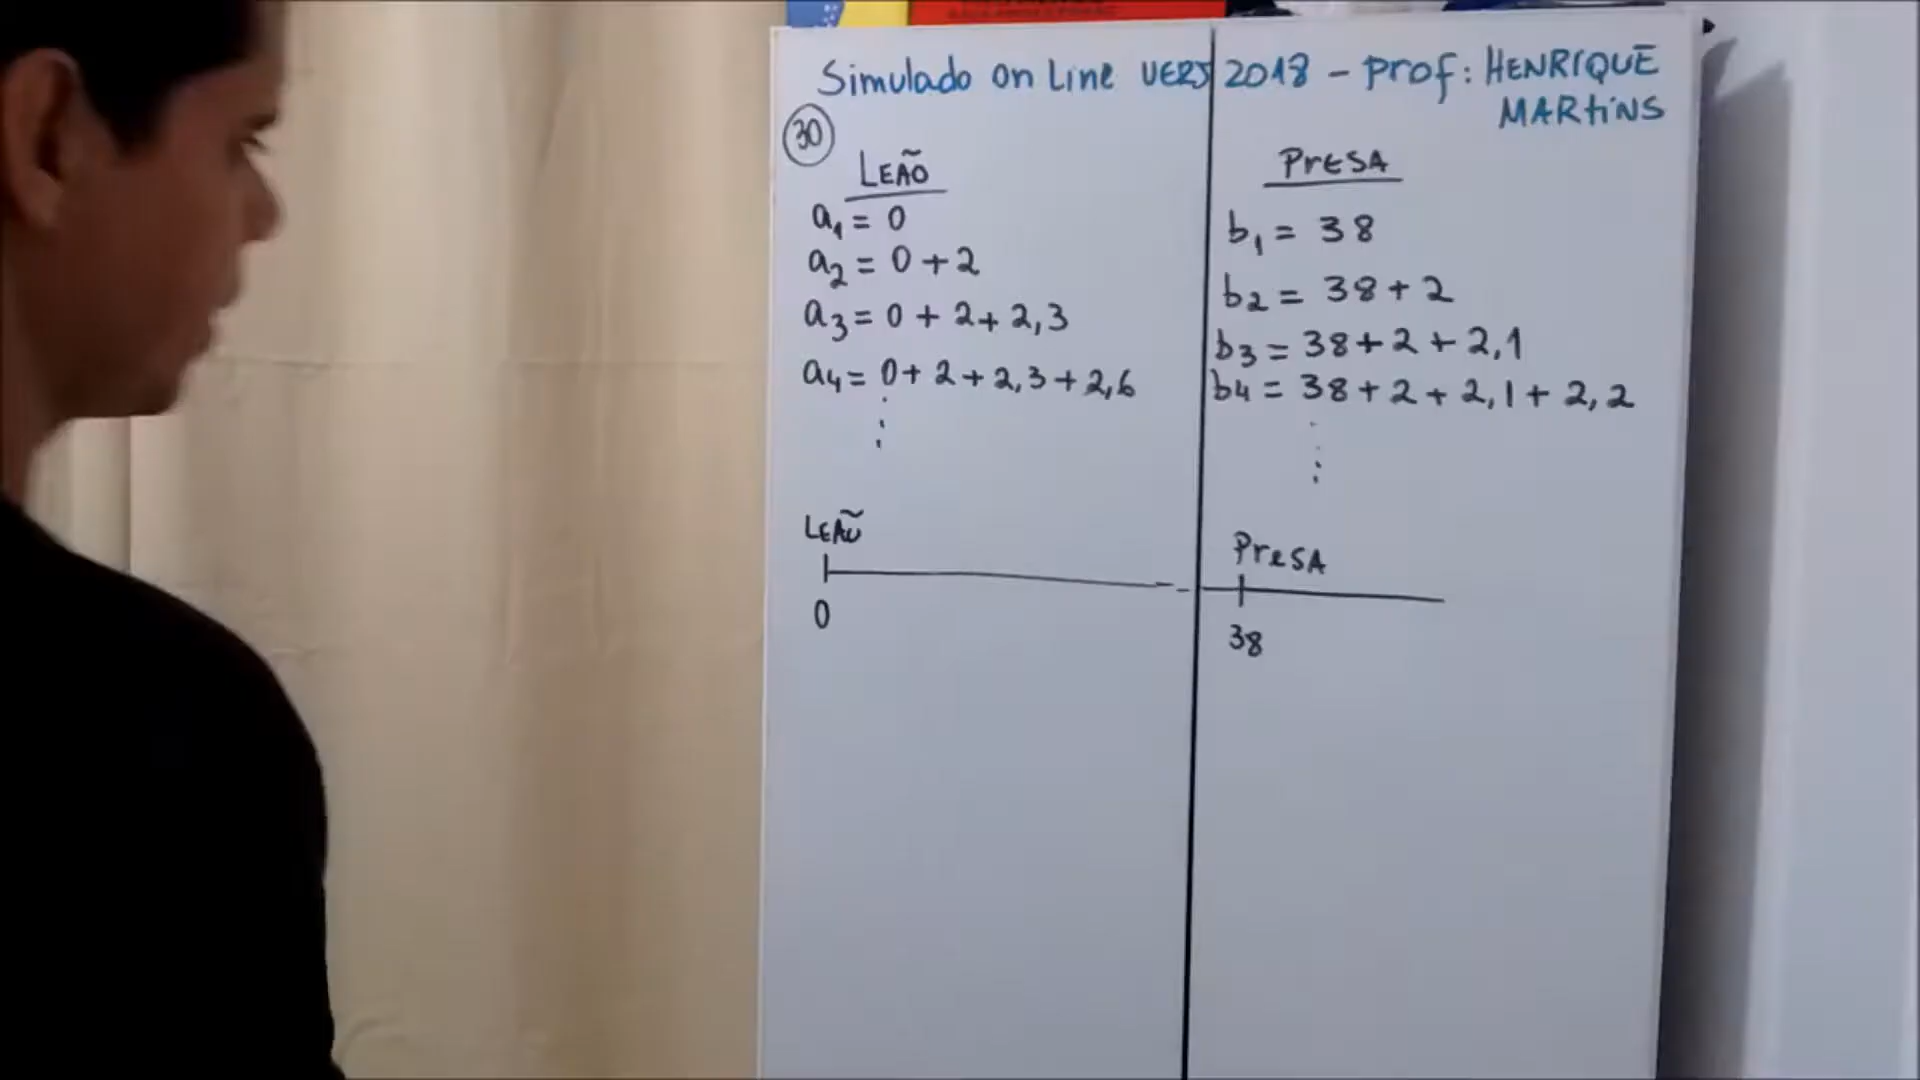 Simulado on Line UERJ 2018 - prof: HENRIQUE
MARtiNS
30
LEÃO
a1 = 0
a2 = 0 + 2
a3 = 0 + 2 + 2,3
a4 = 0 + 2 + 2,3 + 2,6
⋮
PrESA
b1 = 38
b2 = 38 + 2
b3 = 38 + 2 + 2,1
b4 = 38 + 2 + 2,1 + 2,2
⋮
LEÃO
0
PreSA
38